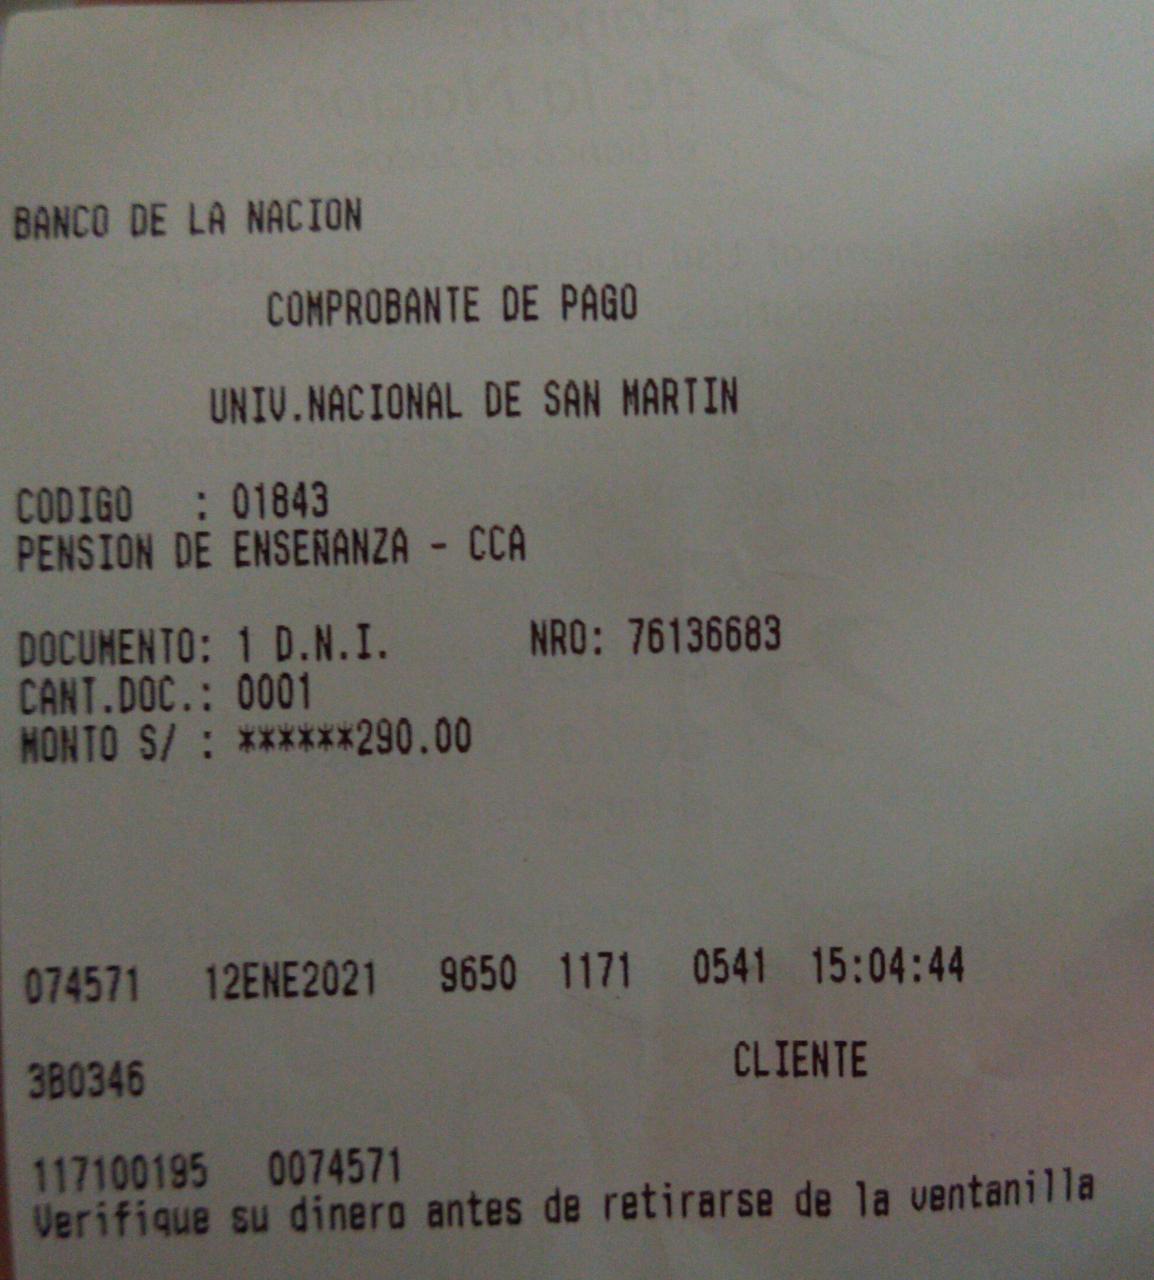 BANCO DE LA NACION
COMPROBANTE DE PAGO
UNIV.NACIONAL DE SAN MARTIN
CODIGO : 01843
PENSION DE ENSEÑANZA - CCA
DOCUMENTO: 1 D.N.I. NRO: 76136683
CANT.DOC.: 0001
MONTO S/ : ******290.00
074571 12ENE2021 9650 1171 0541 15:04:44
3B0346 CLIENTE
117100195 0074571
Verifique su dinero antes de retirarse de la ventanilla